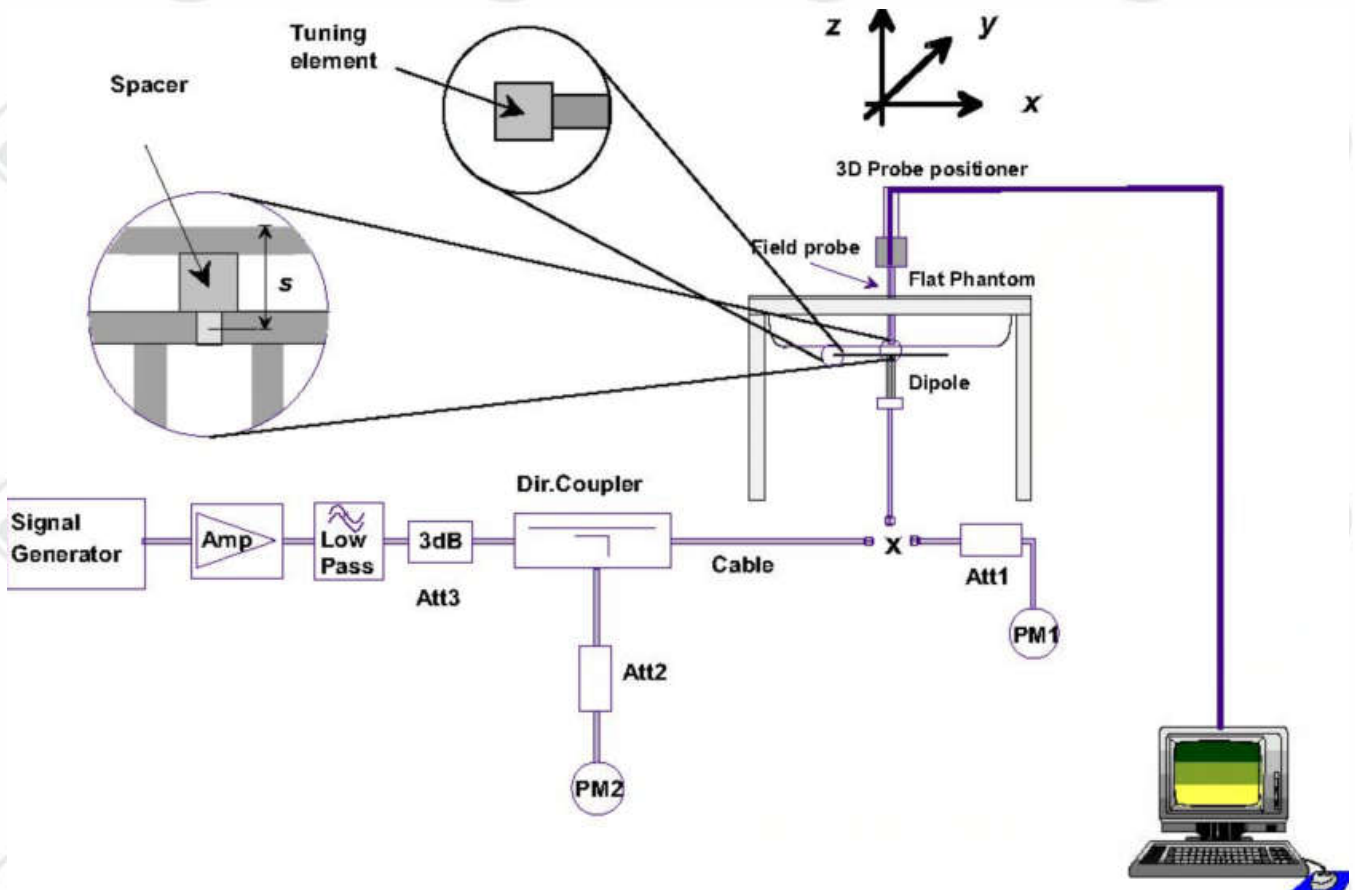 Tuning
element
Spacer
z
y
x
3D Probe positioner
Field probe
Flat Phantom
s
Dipole
Dir.Coupler
Signal
Generator
Amp
Low
Pass
3dB
Att3
Cable
x
Att1
PM1
Att2
PM2